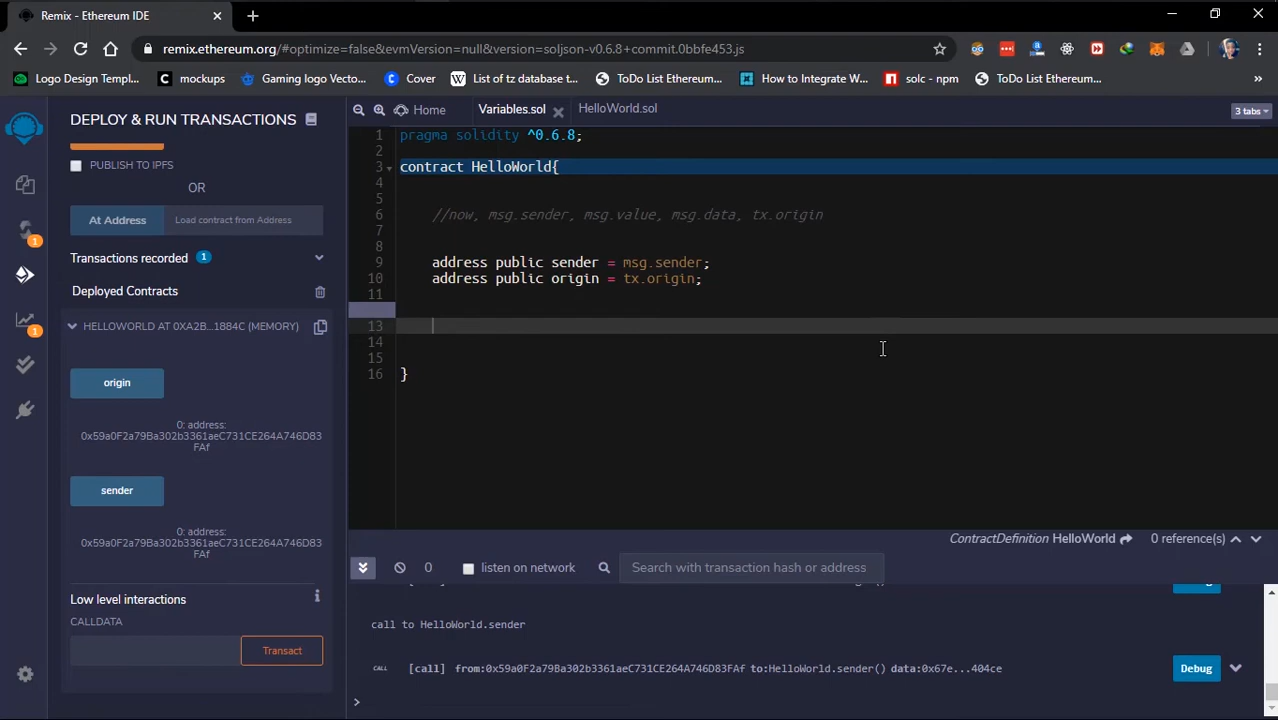 Remix - Ethereum IDE
remix.ethereum.org/#optimize=false&evmVersion=null&version=soljson-v0.6.8+commit.0bbfe453.js
Logo Design Templ...
mockups
Gaming logo Vecto...
Cover
List of tz database t...
ToDo List Ethereum...
How to Integrate W...
solc - npm
ToDo List Ethereum...
»
DEPLOY & RUN TRANSACTIONS
Home
Variables.sol
HelloWorld.sol
3 tabs
PUBLISH TO IPFS
OR
At Address
Load contract from Address
Transactions recorded 1
Deployed Contracts
HELLOWORLD AT 0XA2B...1884C (MEMORY)
origin
0: address:
0x59a0F2a79Ba302b3361aeC731CE264A746D83
FAf
sender
0: address:
0x59a0F2a79Ba302b3361aeC731CE264A746D83
FAf
Low level interactions
CALLDATA
Transact
1
1
1 pragma solidity ^0.6.8;
2
3 contract HelloWorld{
4
5
6 //now, msg.sender, msg.value, msg.data, tx.origin
7
8
9 address public sender = msg.sender;
10 address public origin = tx.origin;
11
13
14
15
16 }
ContractDefinition HelloWorld
0 reference(s)
0
listen on network
Search with transaction hash or address
call to HelloWorld.sender
CALL
[call] from:0x59a0F2a79Ba302b3361aeC731CE264A746D83FAf to:HelloWorld.sender() data:0x67e...404ce
Debug
>